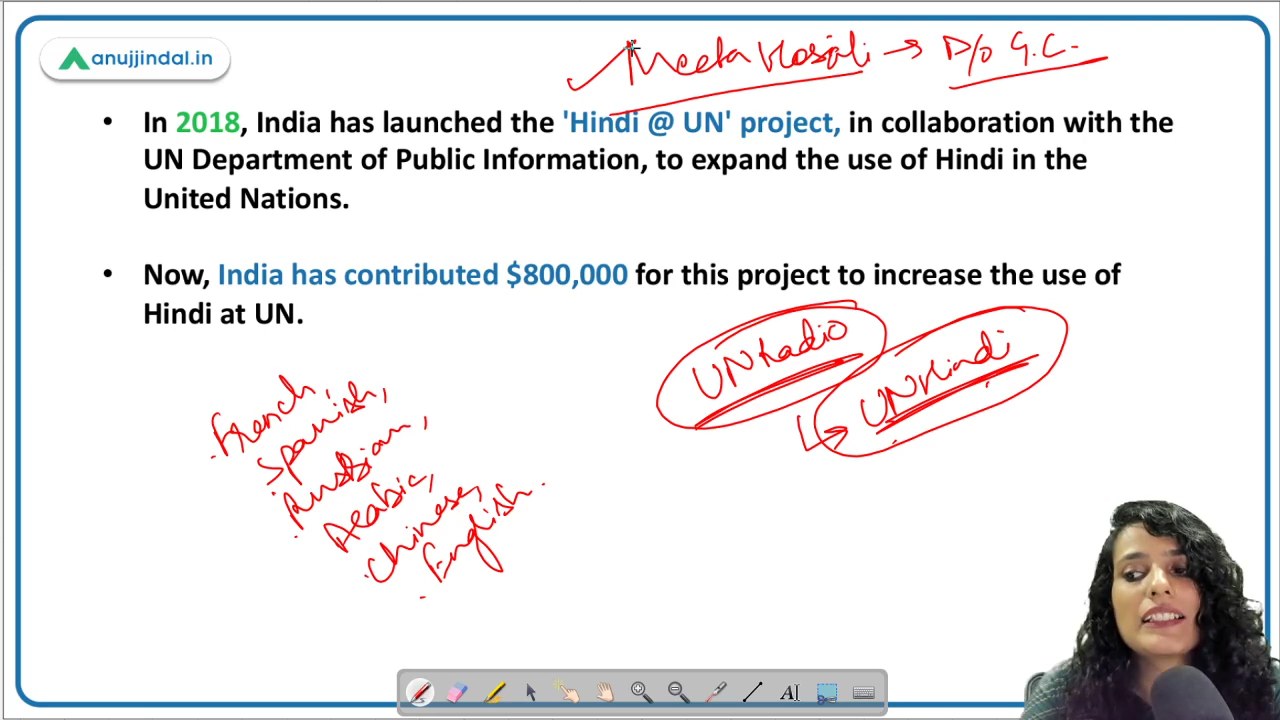 anujjindal.in
Meeta Hosali → D/o G.C.
• In 2018, India has launched the 'Hindi @ UN' project, in collaboration with the
UN Department of Public Information, to expand the use of Hindi in the
United Nations.
• Now, India has contributed $800,000 for this project to increase the use of
Hindi at UN.
UN Radio
UN Hindi
French,
Spanish,
Russian,
Arabic,
Chinese,
English.
AI